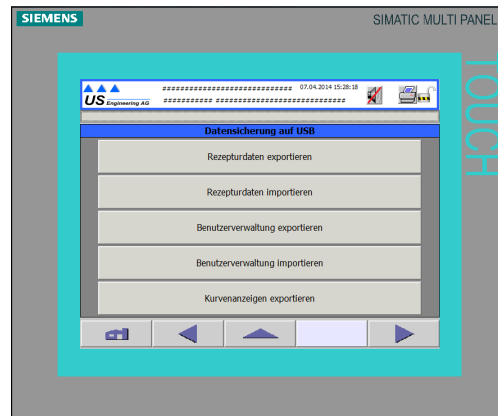 SIEMENS
SIMATIC MULTI PANEL
TOUCH
US Engineering AG
############################ 07.04.2014 15:28:18
########### ############################
Datensicherung auf USB
Rezepturdaten exportieren
Rezepturdaten importieren
Benutzerverwaltung exportieren
Benutzerverwaltung importieren
Kurvenanzeigen exportieren